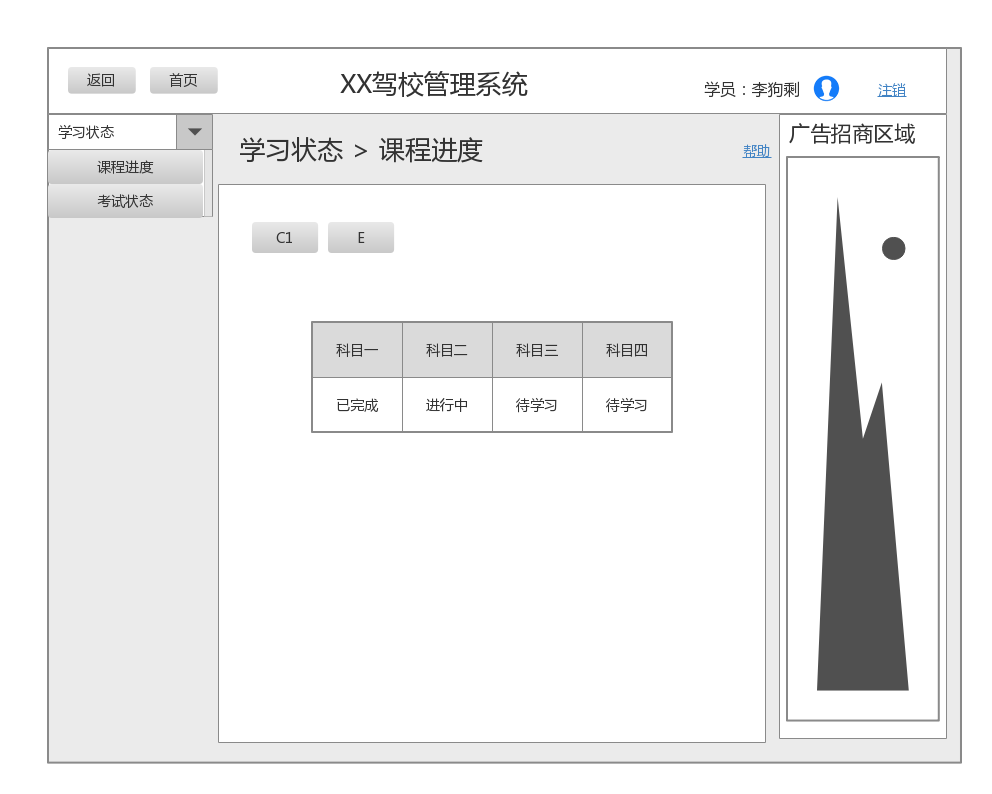 返回 首页 XX驾校管理系统 学员：李狗剩 注销
学习状态
课程进度
考试状态
学习状态 > 课程进度 帮助
C1 E
科目一 科目二 科目三 科目四
已完成 进行中 待学习 待学习
广告招商区域